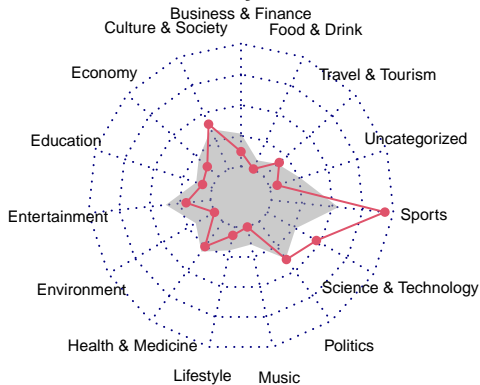 Business & Finance
Culture & Society
Food & Drink
Economy
Travel & Tourism
Education
Uncategorized
Entertainment
Sports
Environment
Science & Technology
Health & Medicine
Politics
Lifestyle
Music